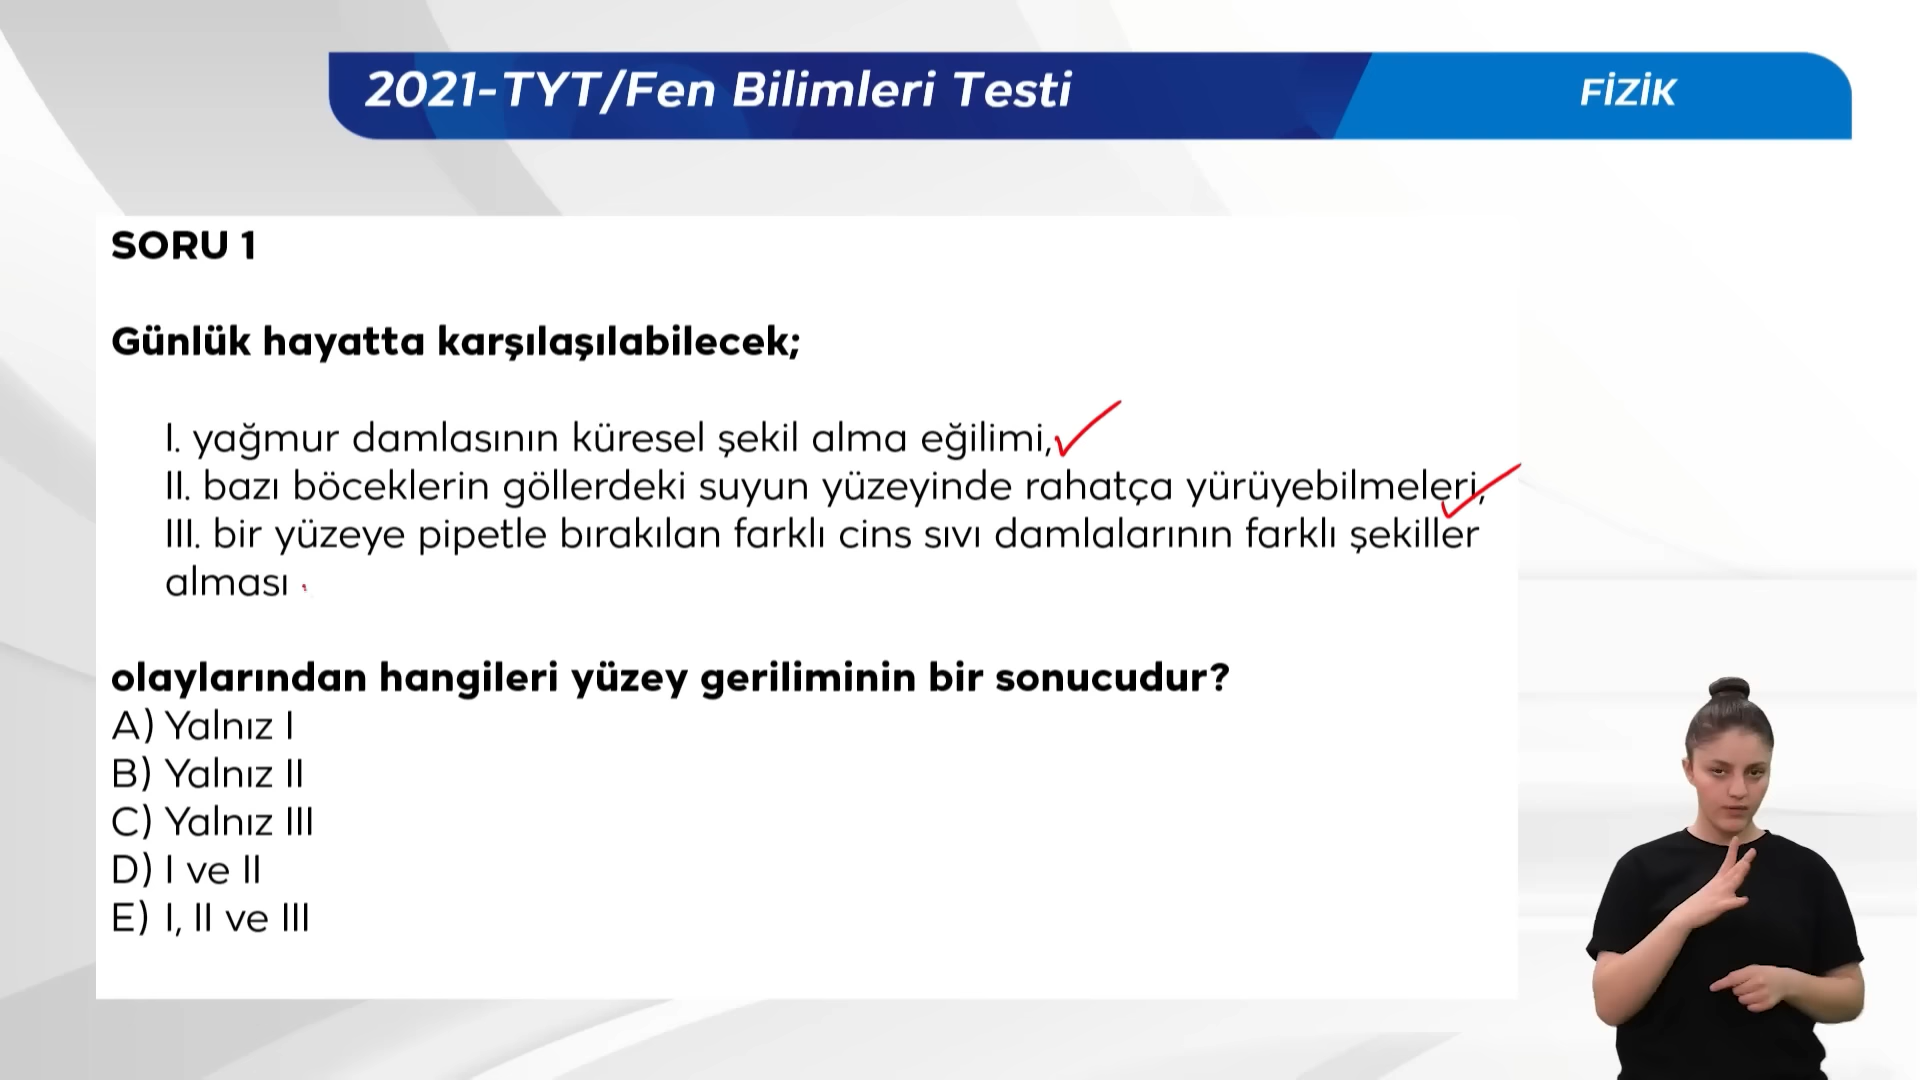 2021-TYT/Fen Bilimleri Testi
FİZİK
SORU 1
Günlük hayatta karşılaşılabilecek;
I. yağmur damlasının küresel şekil alma eğilimi,
II. bazı böceklerin göllerdeki suyun yüzeyinde rahatça yürüyebilmeleri,
III. bir yüzeye pipetle bırakılan farklı cins sıvı damlalarının farklı şekiller
alması
olaylarından hangileri yüzey geriliminin bir sonucudur?
A) Yalnız I
B) Yalnız II
C) Yalnız III
D) I ve II
E) I, II ve III